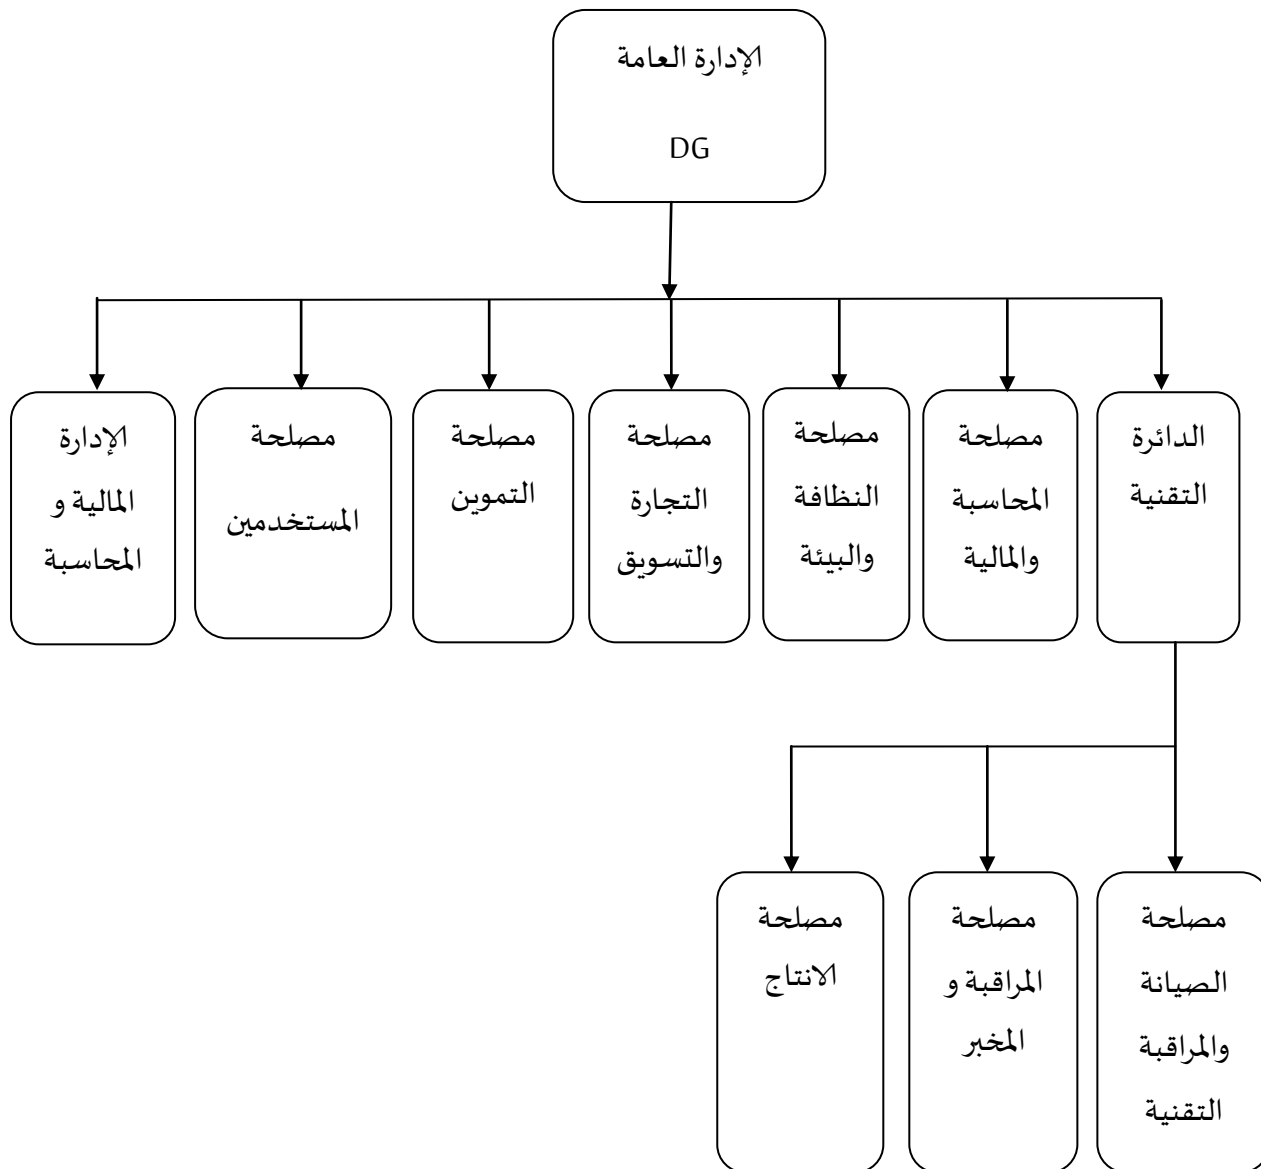 الإدارة العامة
DG
الدائرة
التقنية
مصلحة
المحاسبة
والمالية
مصلحة
النظافة
والبيئة
مصلحة
التجارة
والتسويق
مصلحة
التموين
مصلحة
المستخدمين
الإدارة
المالية و
المحاسبة
مصلحة
الصيانة
والمراقبة
التقنية
مصلحة
المراقبة و
المخبر
مصلحة
الانتاج